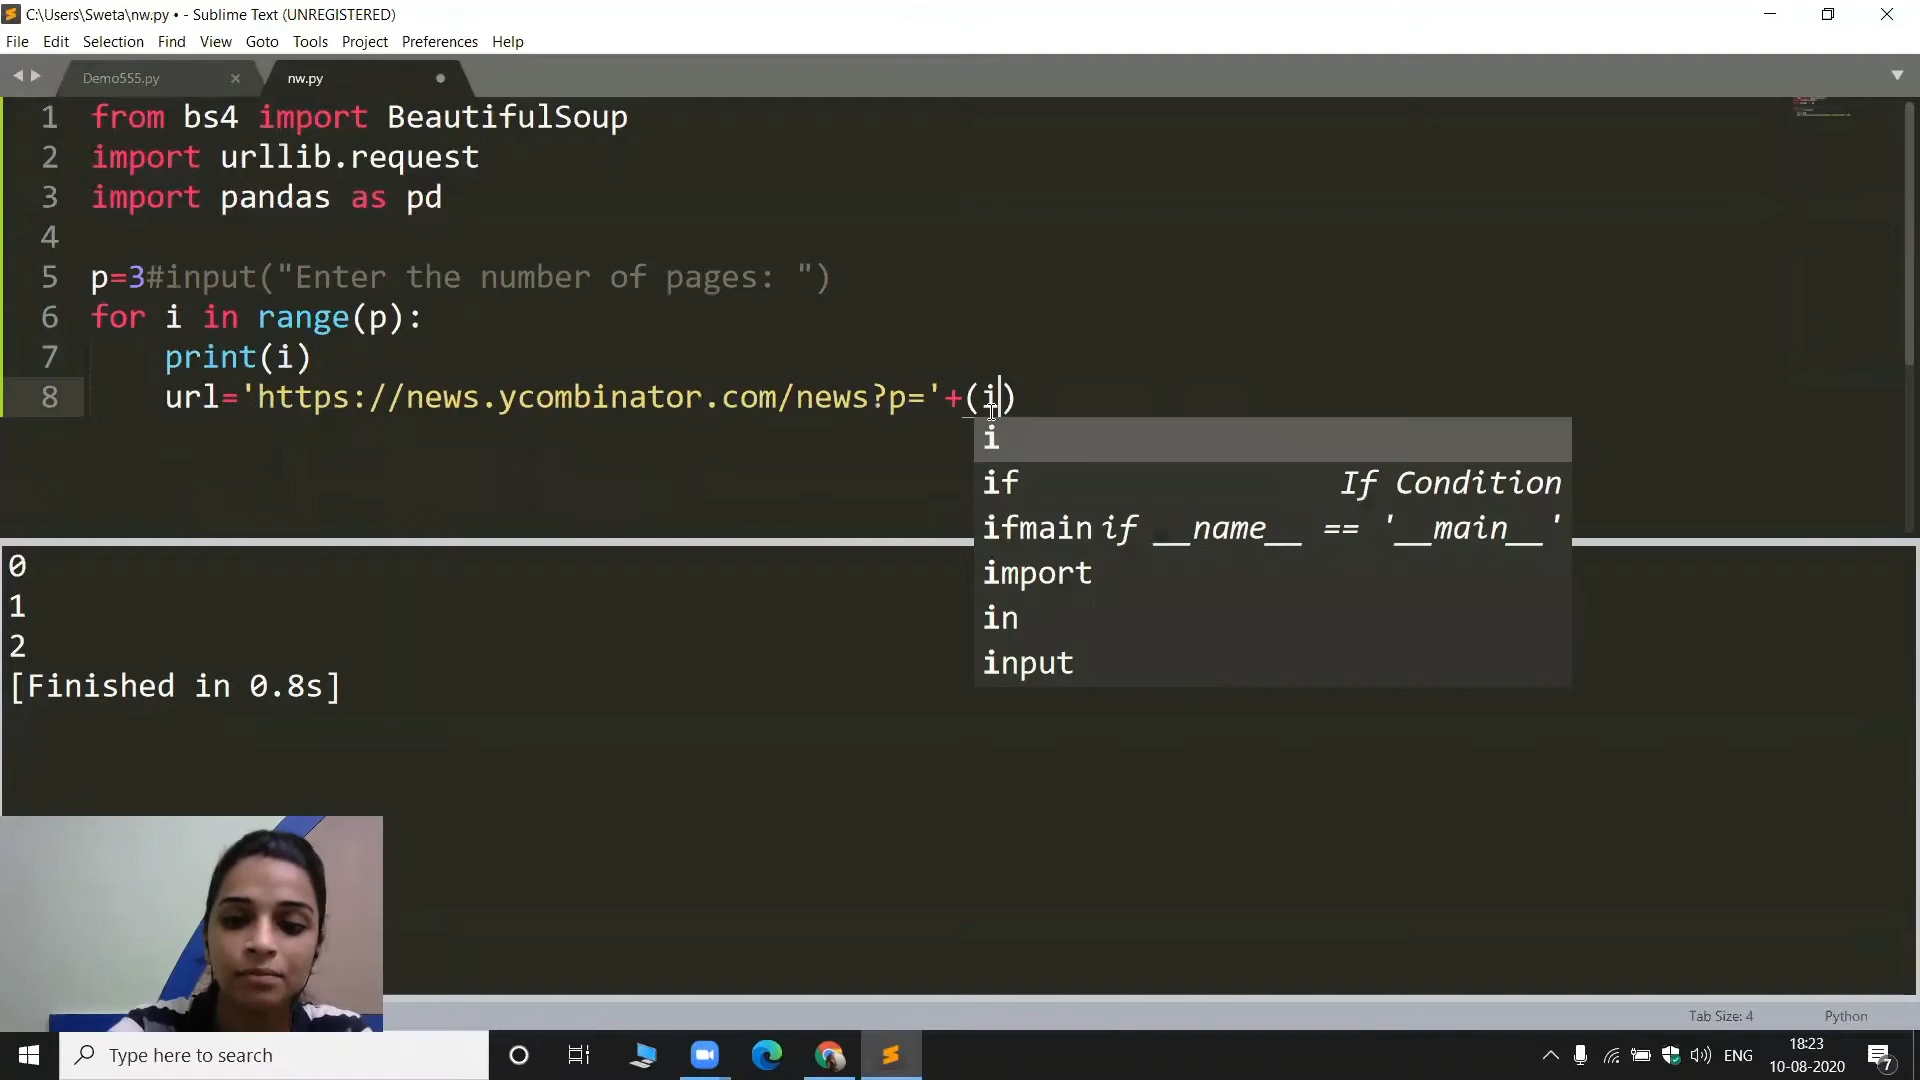 C:\Users\Sweta\nw.py • - Sublime Text (UNREGISTERED)
File Edit Selection Find View Goto Tools Project Preferences Help
Demo555.py nw.py
1 from bs4 import BeautifulSoup
2 import urllib.request
3 import pandas as pd
4
5 p=3#input("Enter the number of pages: ")
6 for i in range(p):
7 print(i)
8 url='https://news.ycombinator.com/news?p='+(i)
i
if If Condition
ifmain if __name__ == '__main__'
import
in
input
0
1
2
[Finished in 0.8s]
Tab Size: 4 Python
Type here to search
ENG
18:23
10-08-2020
7